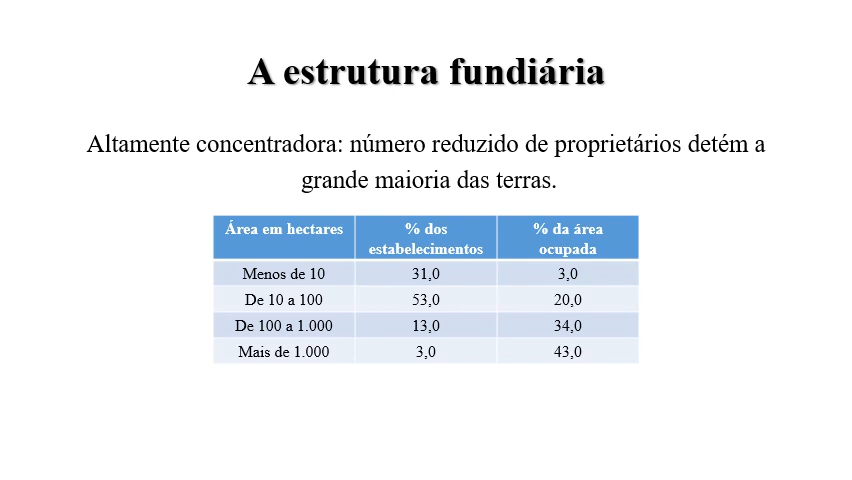 A estrutura fundiária
Altamente concentradora: número reduzido de proprietários detém a
grande maioria das terras.
Área em hectares % dos estabelecimentos % da área ocupada
Menos de 10 31,0 3,0
De 10 a 100 53,0 20,0
De 100 a 1.000 13,0 34,0
Mais de 1.000 3,0 43,0